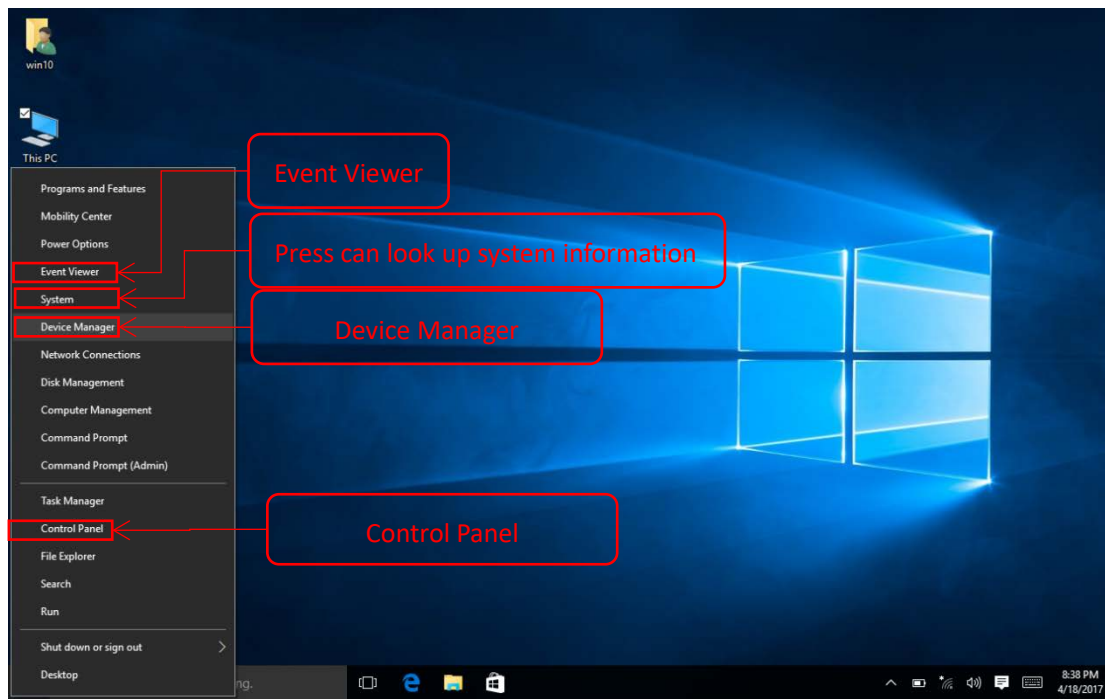 win10
This PC
Programs and Features
Mobility Center
Power Options
Event Viewer
System
Device Manager
Network Connections
Disk Management
Computer Management
Command Prompt
Command Prompt (Admin)
Task Manager
Control Panel
File Explorer
Search
Run
Shut down or sign out
Desktop
Event Viewer
Press can look up system information
Device Manager
Control Panel
ng.
8:38 PM
4/18/2017